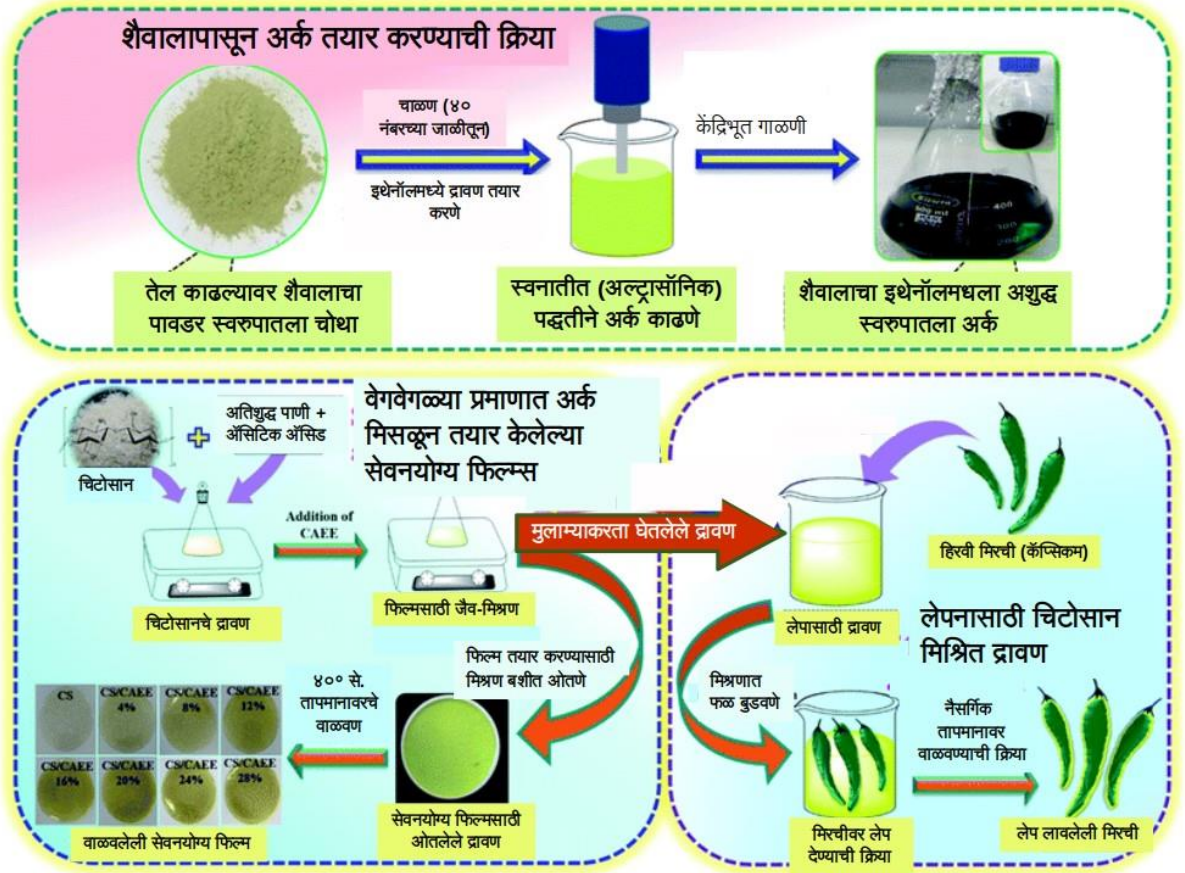 शैवालापासून अर्क तयार करण्याची क्रिया
चाळण (४०
नंबरच्या जाळीतून)
इथेनॉलमध्ये द्रावण तयार
करणे
केंद्रिभूत गाळणी
तेल काढल्यावर शैवालाचा
पावडर स्वरुपातला चोथा
स्वनातीत (अल्ट्रासॉनिक)
पद्धतीने अर्क काढणे
शैवालाचा इथेनॉलमधला अशुद्ध
स्वरुपातला अर्क
400
300
200
वेगवेगळ्या प्रमाणात अर्क
मिसळून तयार केलेल्या
सेवनयोग्य फिल्म्स
अतिशुद्ध पाणी +
ॲसिटिक ॲसिड
चिटोसान
Addition of
CAEE
चिटोसानचे द्रावण
फिल्मसाठी जैव-मिश्रण
मुलाम्याकरता घेतलेले द्रावण
फिल्म तयार करण्यासाठी
मिश्रण बशीत ओतणे
४०° से.
तापमानावरचे
वाळवण
CS
CS/CAEE
4%
CS/CAEE
8%
CS/CAEE
12%
CS/CAEE
16%
CS/CAEE
20%
CS/CAEE
24%
CS/CAEE
28%
वाळवलेली सेवनयोग्य फिल्म
सेवनयोग्य फिल्मसाठी
ओतलेले द्रावण
हिरवी मिरची (कॅप्सिकम)
लेपासाठी द्रावण
लेपनासाठी चिटोसान
मिश्रित द्रावण
मिश्रणात
फळ बुडवणे
नैसर्गिक
तापमानावर
वाळवण्याची क्रिया
मिरचीवर लेप
देण्याची क्रिया
लेप लावलेली मिरची